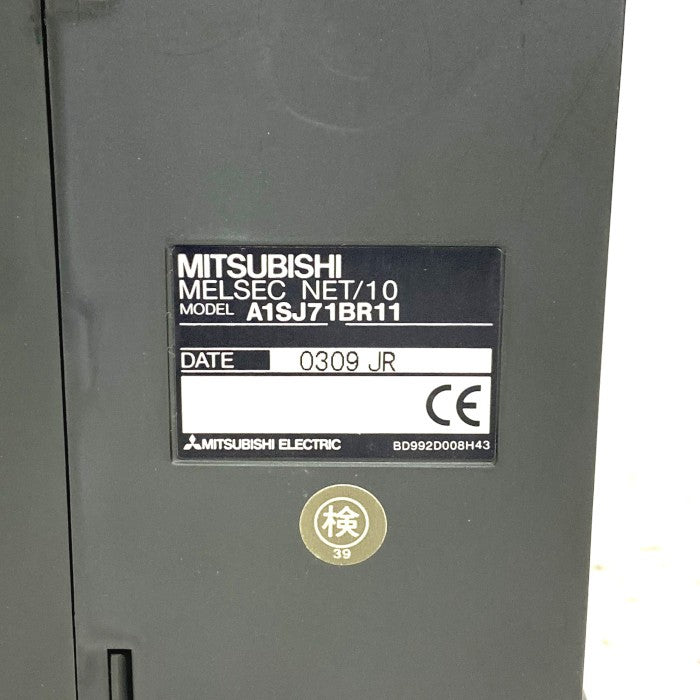 MITSUBISHI
MELSEC NET/10
MODEL A1SJ71BR11
DATE 0309 JR
CE
MITSUBISHI ELECTRIC BD992D008H43
検
39